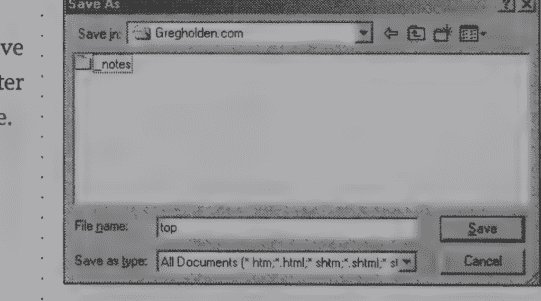 Save As
Save in: Gregholden.com
_notes
ve
ter
e.
File name: top
Save
Save as type: All Documents (*.htm;*.html;*.shtm;*.shtml;*.st
Cancel